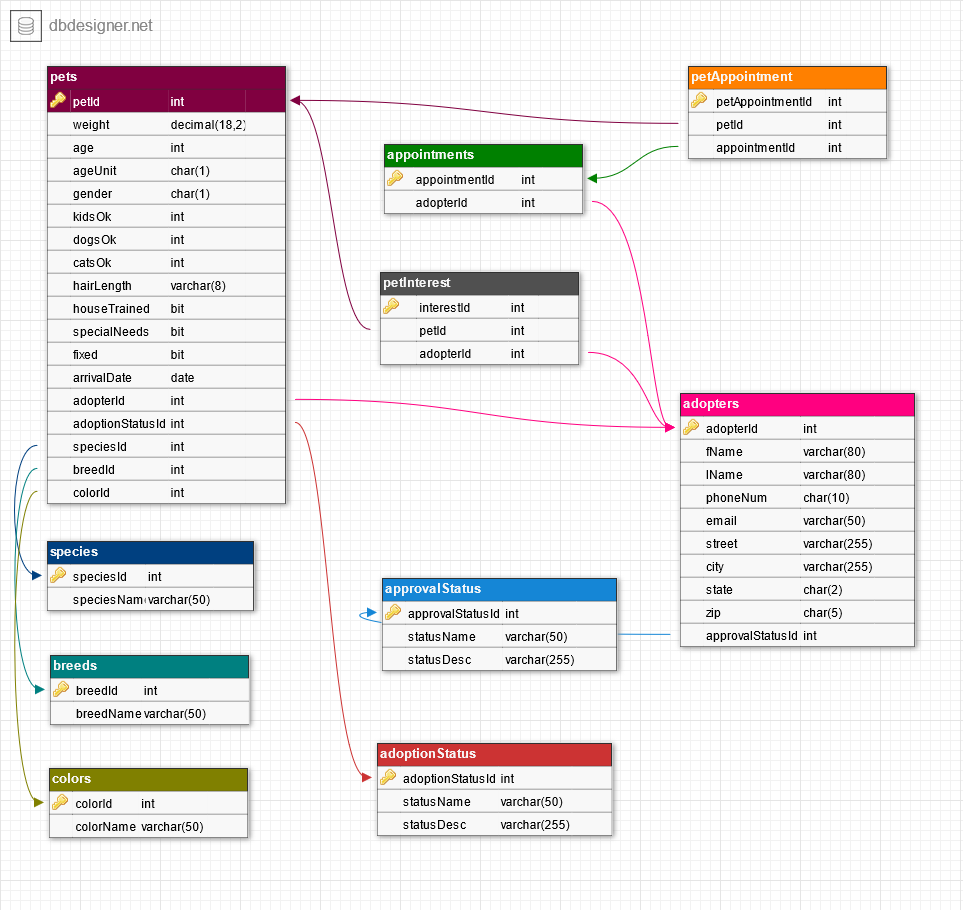 dbdesigner.net
pets
petId int
weight decimal(18,2)
age int
ageUnit char(1)
gender char(1)
kidsOk int
dogsOk int
catsOk int
hairLength varchar(8)
houseTrained bit
specialNeeds bit
fixed bit
arrivalDate date
adopterId int
adoptionStatusId int
speciesId int
breedId int
colorId int
petAppointment
petAppointmentId int
petId int
appointmentId int
appointments
appointmentId int
adopterId int
petInterest
interestId int
petId int
adopterId int
adopters
adopterId int
fName varchar(80)
lName varchar(80)
phoneNum char(10)
email varchar(50)
street varchar(255)
city varchar(255)
state char(2)
zip char(5)
approvalStatusId int
species
speciesId int
speciesNam varchar(50)
approvalStatus
approvalStatusId int
statusName varchar(50)
statusDesc varchar(255)
breeds
breedId int
breedName varchar(50)
adoptionStatus
adoptionStatusId int
statusName varchar(50)
statusDesc varchar(255)
colors
colorId int
colorName varchar(50)